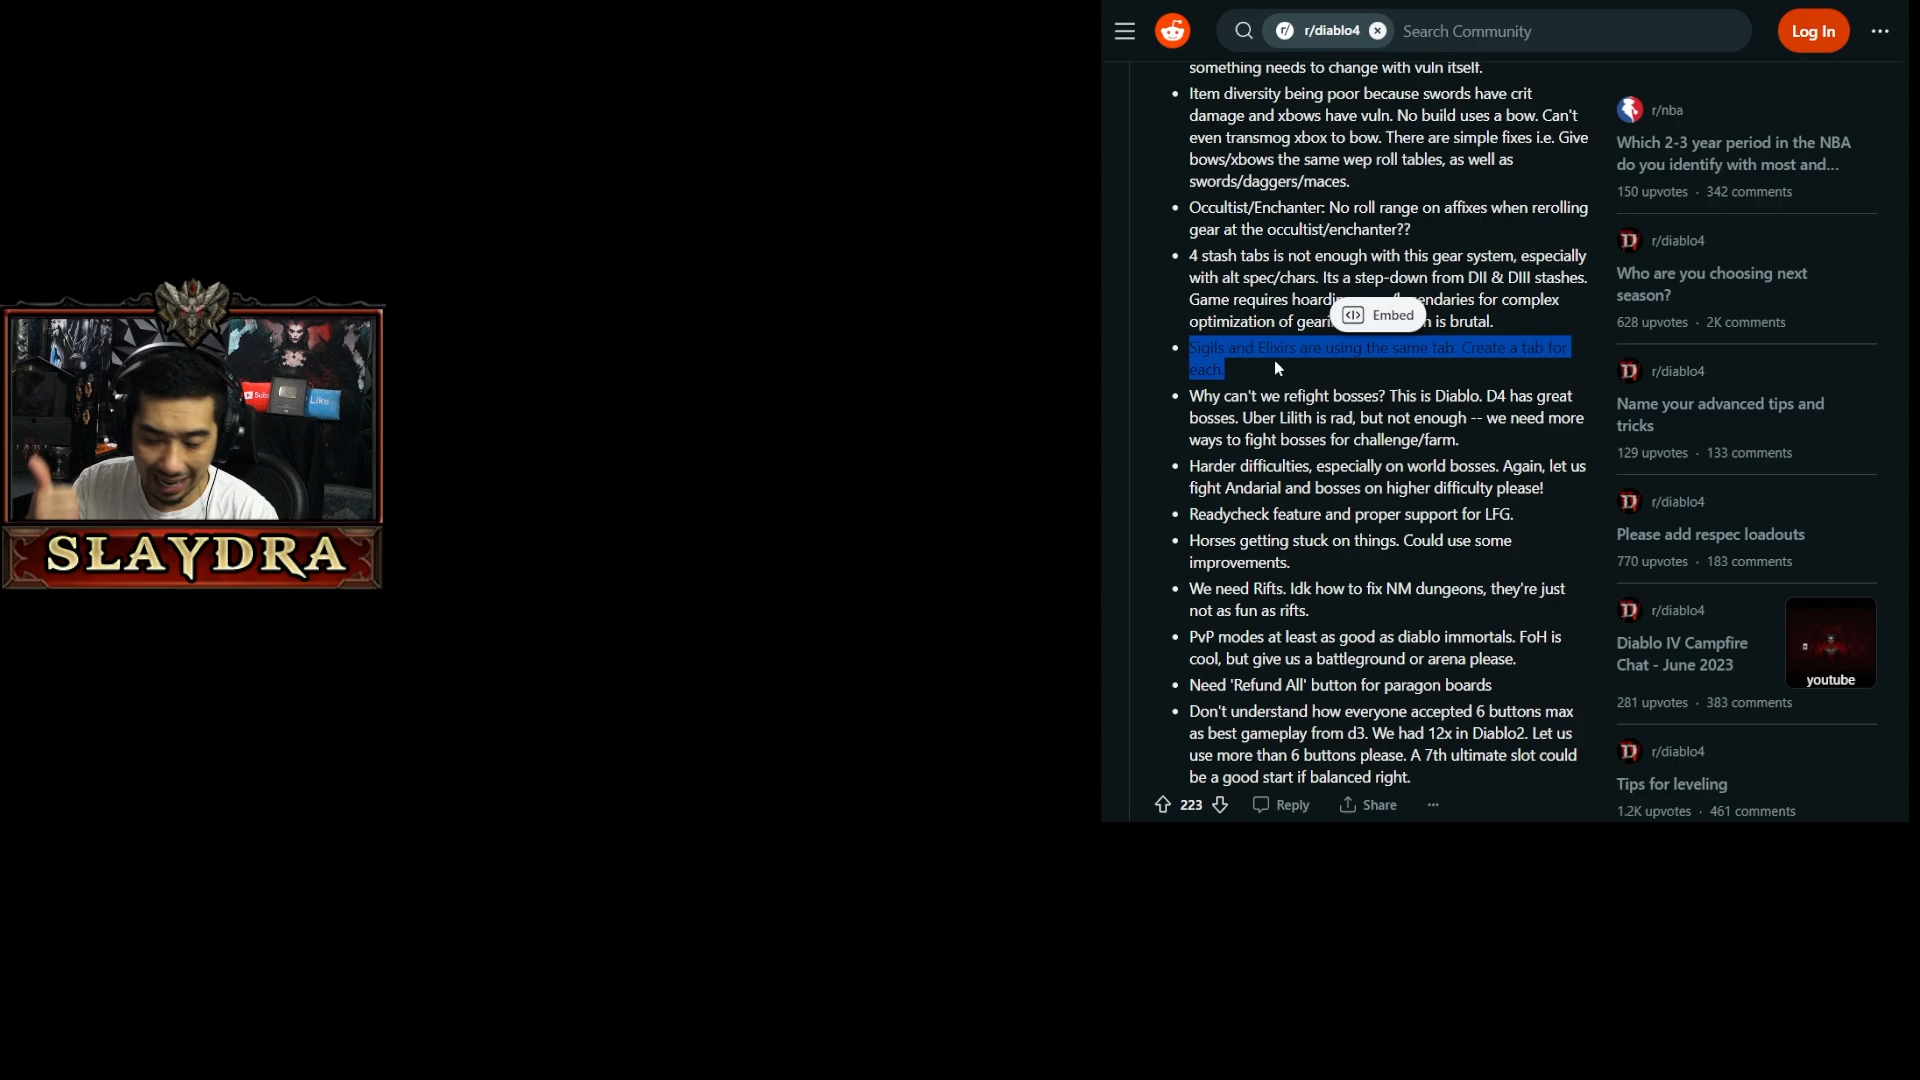 r/ r/diablo4 Search Community Log In
something needs to change with vuln itself.
• Item diversity being poor because swords have crit
damage and xbows have vuln. No build uses a bow. Can't
even transmog xbox to bow. There are simple fixes i.e. Give
bows/xbows the same wep roll tables, as well as
swords/daggers/maces.
• Occultist/Enchanter: No roll range on affixes when rerolling
gear at the occultist/enchanter??
• 4 stash tabs is not enough with this gear system, especially
with alt spec/chars. Its a step-down from DII & DIII stashes.
Game requires for complex
optimization of is brutal.
Embed
• Sigils and Elixirs are using the same tab. Create a tab for
each.
• Why can't we refight bosses? This is Diablo. D4 has great
bosses. Uber Lilith is rad, but not enough -- we need more
ways to fight bosses for challenge/farm.
• Harder difficulties, especially on world bosses. Again, let us
fight Andarial and bosses on higher difficulty please!
• Readycheck feature and proper support for LFG.
• Horses getting stuck on things. Could use some
improvements.
• We need Rifts. Idk how to fix NM dungeons, they're just
not as fun as rifts.
• PvP modes at least as good as diablo immortals. FoH is
cool, but give us a battleground or arena please.
• Need 'Refund All' button for paragon boards
• Don't understand how everyone accepted 6 buttons max
as best gameplay from d3. We had 12x in Diablo2. Let us
use more than 6 buttons please. A 7th ultimate slot could
be a good start if balanced right.
223 Reply Share
r/nba
Which 2-3 year period in the NBA
do you identify with most and...
150 upvotes · 342 comments
r/diablo4
Who are you choosing next
season?
628 upvotes · 2K comments
r/diablo4
Name your advanced tips and
tricks
129 upvotes · 133 comments
r/diablo4
Please add respec loadouts
770 upvotes · 183 comments
r/diablo4
Diablo IV Campfire
Chat - June 2023
youtube
281 upvotes · 383 comments
r/diablo4
Tips for leveling
1.2K upvotes · 461 comments
Like
SLAYDRA